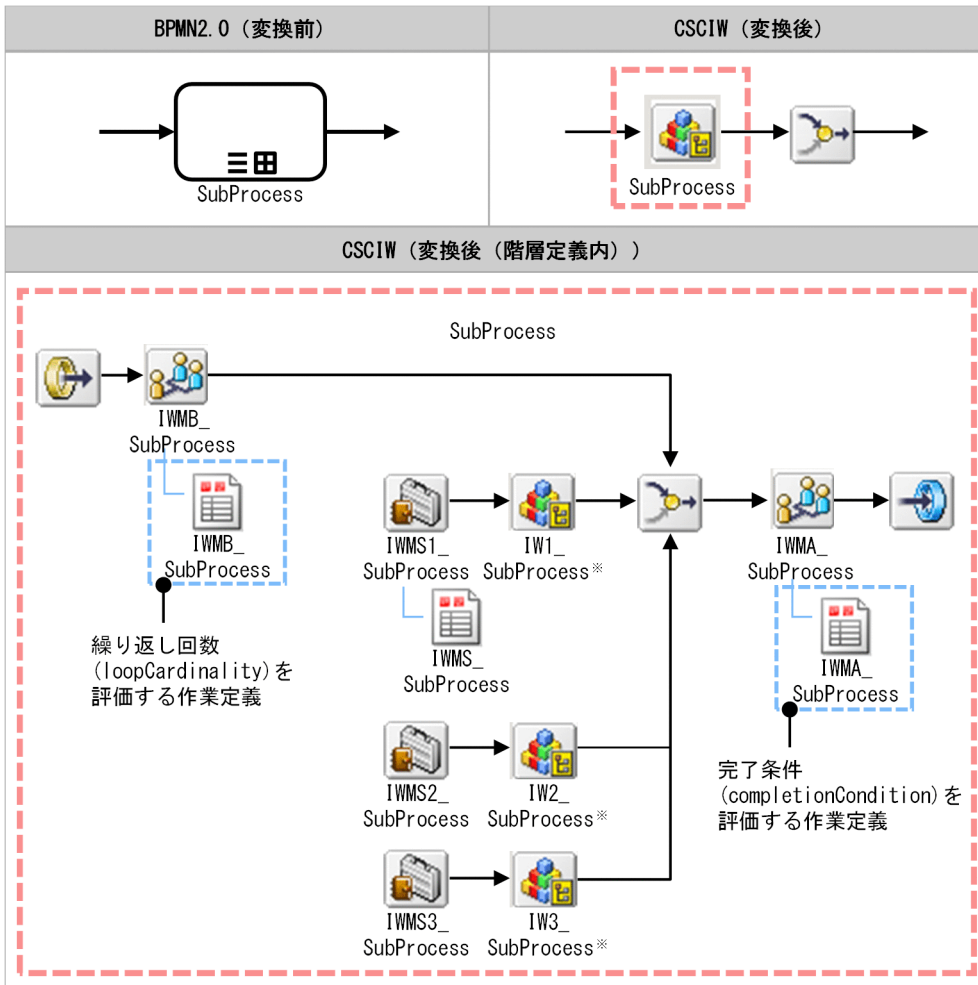 BPMN2.0（変換前）
CSCIW（変換後）
SubProcess
SubProcess
CSCIW（変換後（階層定義内））
SubProcess
IWMB_
SubProcess
IWMB_
SubProcess
IWMS1_
SubProcess
IW1_
SubProcess※
IWMA_
SubProcess
繰り返し回数
(loopCardinality)を
評価する作業定義
IWMS_
SubProcess
IWMA_
SubProcess
IWMS2_
SubProcess
IW2_
SubProcess※
完了条件
(completionCondition)を
評価する作業定義
IWMS3_
SubProcess
IW3_
SubProcess※